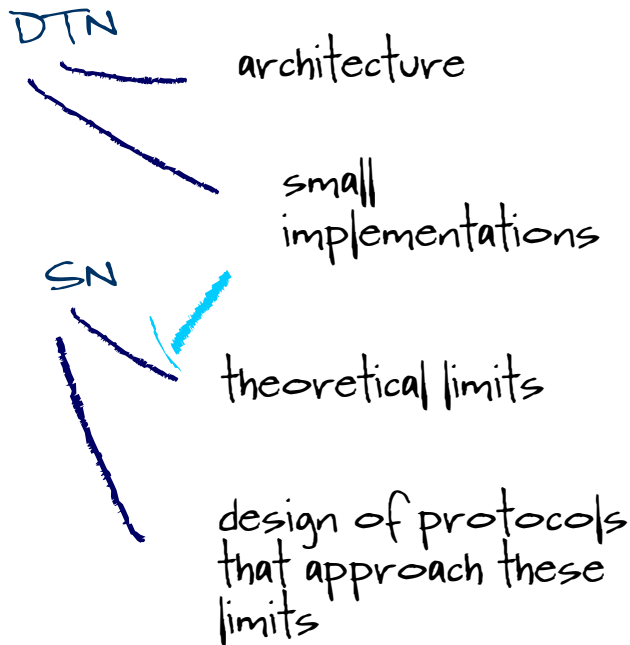 DTN
architecture
small
implementations
SN
theoretical limits
design of protocols
that approach these
limits